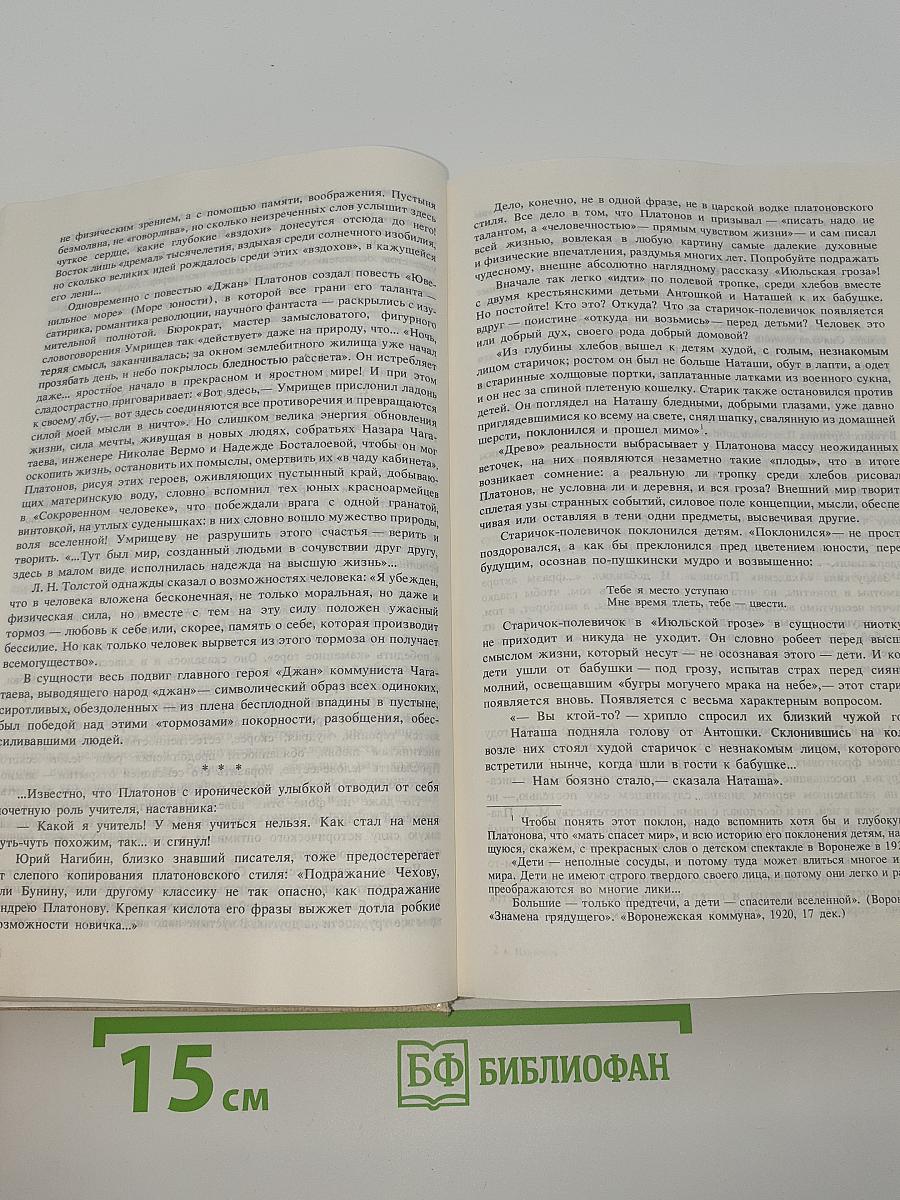 не физическим зрением, а с помощью памяти, воображения. Пустыня
безмолвна, не «говорлива», но сколько неизреченных слов услышит здесь
чуткое сердце, какие глубокие «вздохи» донесутся отсюда до него!
Восток лишь «дремал» тысячелетия, вздыхая среди солнечного изобилия,
но сколько великих идей рождалось среди этих «вздохов», в кажущейся
его лени...
Одновременно с повестью «Джан» Платонов создал повесть «Юве-
нильное море» (Море юности), в которой все грани его таланта —
сатирика, романтика революции, научного фантаста — раскрылись с изу-
мительной полнотой. Бюрократ, мастер замысловатого, фигурного
словоговорения Умрищев так «действует» даже на природу, что... «Ночь,
теряя смысл, заканчивалась; за окном землебитного жилища уже начал
прозябать день, и небо покрылось бледностью рассвета». Он истребляет
даже... яростное начало в прекрасном и яростном мире! И при этом
сладострастно приговаривает: «Вот здесь,— Умрищев прислонил ладонь
к своему лбу,— вот здесь соединяются все противоречия и превращаются
силой моей мысли в ничто». Но слишком велика энергия обновления
жизни, сила мечты, живущая в новых людях, собратьях Назара Чага-
таева, инженере Николае Вермо и Надежде Босталоевой, чтобы он мог
оскопить жизнь, остановить их помыслы, омертвить их «в чаду кабинета».
Платонов, рисуя этих героев, оживляющих пустынный край, добываю-
щих материнскую воду, словно вспомнил тех юных красноармейцев
в «Сокровенном человеке», что побеждали врага с одной гранатой,
винтовкой, на утлых суденышках: в них словно вошло мужество природы,
воля вселенной! Умрищеву не разрушить этого счастья — верить и
творить. «...Тут был мир, созданный людьми в сочувствии друг другу,
здесь в малом виде исполнилась надежда на высшую жизнь»...
Л. Н. Толстой однажды сказал о возможностях человека: «Я убежден,
что в человека вложена бесконечная, не только моральная, но даже и
физическая сила, но вместе с тем на эту силу положен ужасный
тормоз — любовь к себе или, скорее, память о себе, которая производит
бессилие. Но как только человек вырвется из этого тормоза он получает
всемогущество».
В сущности весь подвиг главного героя «Джан» коммуниста Чага-
таева, выводящего народ «джан»— символический образ всех одиноких,
сиротливых, обездоленных — из плена бесплодной впадины в пустыне,
был победой над этими «тормозами» покорности, разобщения, обес-
силивавшими людей.
* * *
...Известно, что Платонов с иронической улыбкой отводил от себя
почетную роль учителя, наставника:
— Какой я учитель! У меня учиться нельзя. Как стал на меня
чуть-чуть похожим, так... и сгинул!
Юрий Нагибин, близко знавший писателя, тоже предостерегает
от слепого копирования платоновского стиля: «Подражание Чехову,
или Бунину, или другому классику не так опасно, как подражание
Андрею Платонову. Крепкая кислота его фразы выжжет дотла робкие
возможности новичка...»
Дело, конечно, не в одной фразе, не в царской водке платоновского
стиля. Все дело в том, что Платонов и призывал — «писать надо не
талантом, а «человечностью»— прямым чувством жизни»— и сам писал
всей жизнью, вовлекая в любую картину самые далекие духовные
и физические впечатления, раздумья многих лет. Попробуйте подражать
чудесному, внешне абсолютно наглядному рассказу «Июльская гроза»!
Вначале так легко «идти» по полевой тропке, среди хлебов вместе
с двумя крестьянскими детьми Антошкой и Наташей к их бабушке.
Но постойте! Кто это? Откуда? Что за старичок-полевичок появляется
вдруг — поистине «откуда ни возьмись»— перед детьми? Человек это
или добрый дух, своего рода добрый домовой?
«Из глубины хлебов вышел к детям худой, с голым, незнакомым
лицом старичок; ростом он был не больше Наташи, обут в лапти, а одет
в старинные холщовые портки, заплатанные латками из военного сукна,
и он нес за спиной плетеную кошелку. Старик также остановился против
детей. Он поглядел на Наташу бледными, добрыми глазами, уже давно
приглядевшимися ко всему на свете, снял шапку, свалянную из домашней
шерсти, поклонился и прошел мимо»¹.
«Древо» реальности выбрасывает у Платонова массу неожиданных
веточек, на них появляются незаметно такие «плоды», что в итоге
возникает сомнение: а реальную ли тропку среди хлебов рисовал
Платонов, не условна ли и деревня, и вся гроза? Внешний мир творит
сплетая узы странных событий, силовое поле концепции, мысли, обеспе
чивая или оставляя в тени одни предметы, высвечивая другие.
Старичок-полевичок поклонился детям. «Поклонился»— не прост
поздоровался, а как бы преклонился пред цветением юности, пере
будущим, осознав по-пушкински мудро и возвышенно:
Тебе я место уступаю
Мне время тлеть, тебе — цвести.
Старичок-полевичок в «Июльской грозе» в сущности ниотку
не приходит и никуда не уходит. Он словно робеет перед высш
смыслом жизни, который несут — не осознавая этого — дети. И ко
дети ушли от бабушки — под грозу, испытав страх перед сиян
молний, освещавшим «бугры могучего мрака на небе»,— этот стари
появляется вновь. Появляется с весьма характерным вопросом.
«— Вы ктой-то? — хрипло спросил их близкий чужой го
Наташа подняла голову от Антошки. Склонившись на кол
возле них стоял худой старичок с незнакомым лицом, которого
встретили нынче, когда шли в гости к бабушке...
— Нам боязно стало,— сказала Наташа».
¹ Чтобы понять этот поклон, надо вспомнить хотя бы и глубоку
Платонова, что «мать спасет мир», и всю историю его поклонения детям, на
щуюся, скажем, с прекрасных слов о детском спектакле в Воронеже в 19
«Дети — неполные сосуды, и потому туда может влиться многое и
мира. Дети не имеют строго твердого своего лица, и потому они легко и ра
преображаются во многие лики...
Большие — только предтечи, а дети — спасители вселенной». (Ворон
«Знамена грядущего». «Воронежская коммуна», 1920, 17 дек.)
15 см
БФ БИБЛИОФАН